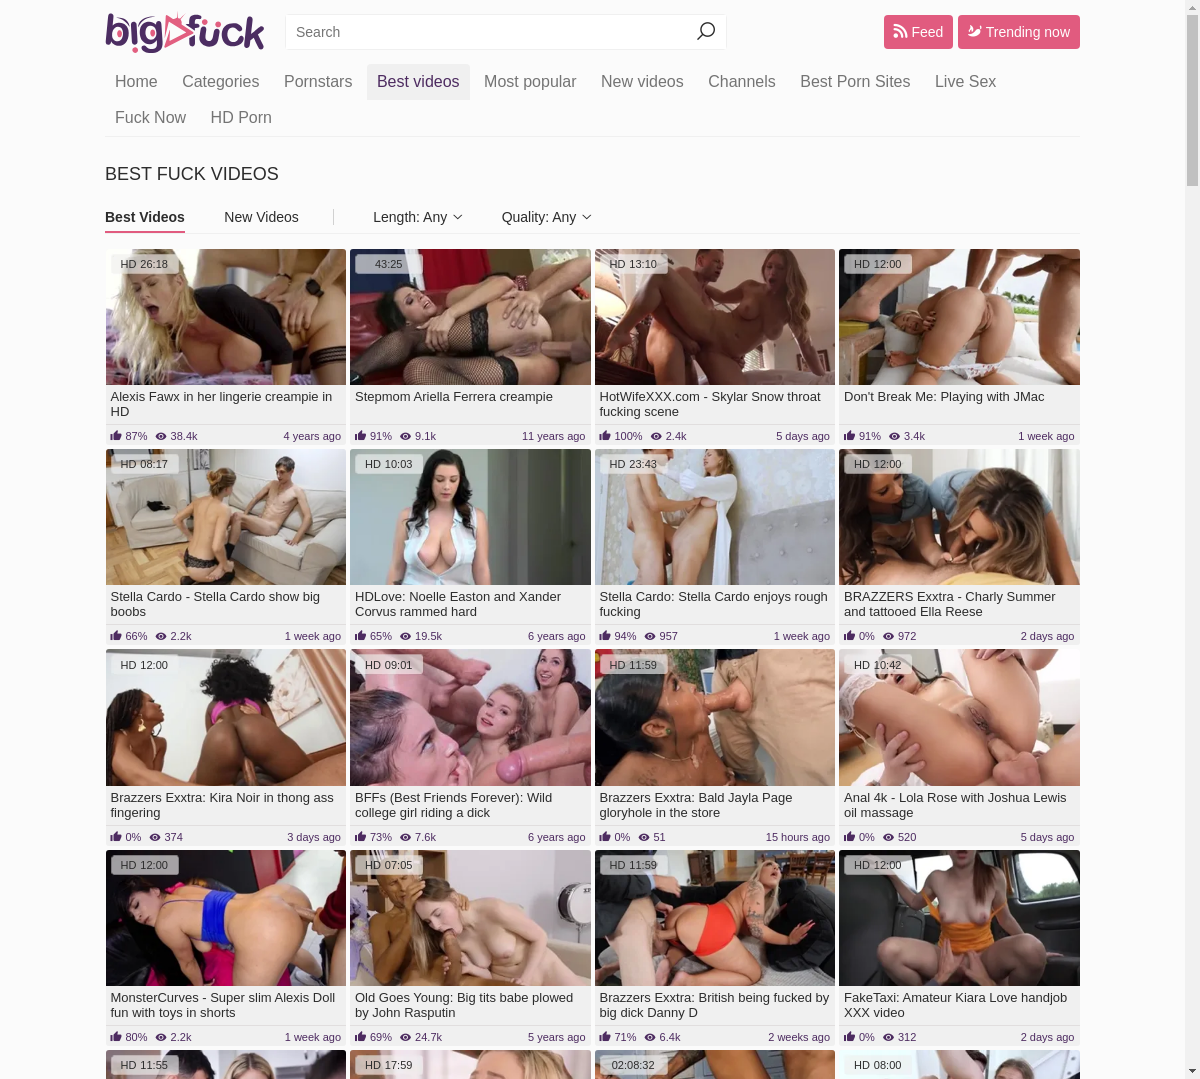 big fuck
Search
Feed
Trending now
Home Categories Pornstars Best videos Most popular New videos Channels Best Porn Sites Live Sex
Fuck Now HD Porn
BEST FUCK VIDEOS
Best Videos New Videos Length: Any Quality: Any
HD 26:18
43:25
HD 13:10
HD 12:00
Alexis Fawx in her lingerie creampie in
HD
87% 38.4k 4 years ago
Stepmom Ariella Ferrera creampie
91% 9.1k 11 years ago
HotWifeXXX.com - Skylar Snow throat
fucking scene
100% 2.4k 5 days ago
Don't Break Me: Playing with JMac
91% 3.4k 1 week ago
HD 08:17
HD 10:03
HD 23:43
HD 12:00
Stella Cardo - Stella Cardo show big
boobs
66% 2.2k 1 week ago
HDLove: Noelle Easton and Xander
Corvus rammed hard
65% 19.5k 6 years ago
Stella Cardo: Stella Cardo enjoys rough
fucking
94% 957 1 week ago
BRAZZERS Exxtra - Charly Summer
and tattooed Ella Reese
0% 972 2 days ago
HD 12:00
HD 09:01
HD 11:59
HD 10:42
Brazzers Exxtra: Kira Noir in thong ass
fingering
0% 374 3 days ago
BFFs (Best Friends Forever): Wild
college girl riding a dick
73% 7.6k 6 years ago
Brazzers Exxtra: Bald Jayla Page
gloryhole in the store
0% 51 15 hours ago
Anal 4k - Lola Rose with Joshua Lewis
oil massage
0% 520 5 days ago
HD 12:00
HD 07:05
HD 11:59
HD 12:00
MonsterCurves - Super slim Alexis Doll
fun with toys in shorts
80% 2.2k 1 week ago
Old Goes Young: Big tits babe plowed
by John Rasputin
69% 24.7k 5 years ago
Brazzers Exxtra: British being fucked by
big dick Danny D
71% 6.4k 2 weeks ago
FakeTaxi: Amateur Kiara Love handjob
XXX video
0% 312 2 days ago
HD 11:55
HD 17:59
02:08:32
HD 08:00